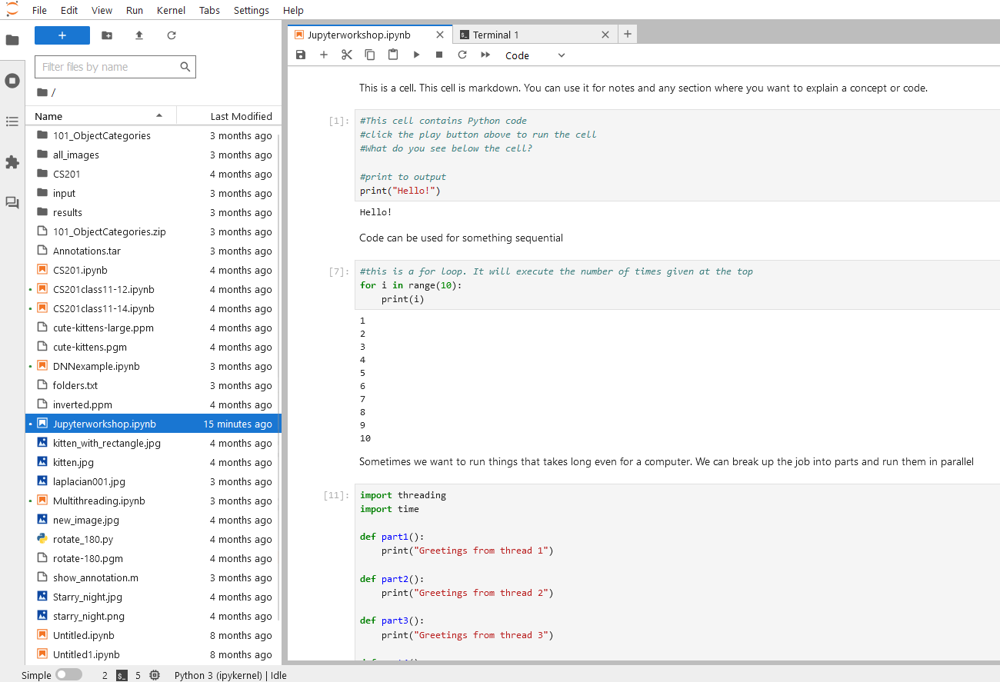 File Edit View Run Kernel Tabs Settings Help
Filter files by name
/
Name Last Modified
101_ObjectCategories 3 months ago
all_images 3 months ago
CS201 4 months ago
input 3 months ago
results 3 months ago
101_ObjectCategories.zip 3 months ago
Annotations.tar 3 months ago
CS201.ipynb 4 months ago
CS201class11-12.ipynb 4 months ago
CS201class11-14.ipynb 4 months ago
cute-kittens-large.ppm 4 months ago
cute-kittens.pgm 4 months ago
DNNexample.ipynb 3 months ago
folders.txt 3 months ago
inverted.ppm 4 months ago
Jupyterworkshop.ipynb 15 minutes ago
kitten_with_rectangle.jpg 4 months ago
kitten.jpg 4 months ago
laplacian001.jpg 3 months ago
Multithreading.ipynb 3 months ago
new_image.jpg 4 months ago
rotate_180.py 4 months ago
rotate-180.pgm 4 months ago
show_annotation.m 3 months ago
Starry_night.jpg 4 months ago
starry_night.png 4 months ago
Untitled.ipynb 8 months ago
Untitled1.ipynb 8 months ago
Jupyterworkshop.ipynb Terminal 1
Code
This is a cell. This cell is markdown. You can use it for notes and any section where you want to explain a concept or code.
[1]: #This cell contains Python code
#click the play button above to run the cell
#What do you see below the cell?
#print to output
print("Hello!")
Hello!
Code can be used for something sequential
[7]: #this is a for loop. It will execute the number of times given at the top
for i in range(10):
print(i)
1
2
3
4
5
6
7
8
9
10
Sometimes we want to run things that takes long even for a computer. We can break up the job into parts and run them in parallel
[11]: import threading
import time
def part1():
print("Greetings from thread 1")
def part2():
print("Greetings from thread 2")
def part3():
print("Greetings from thread 3")
Simple 2 5 Python 3 (ipykernel) | Idle